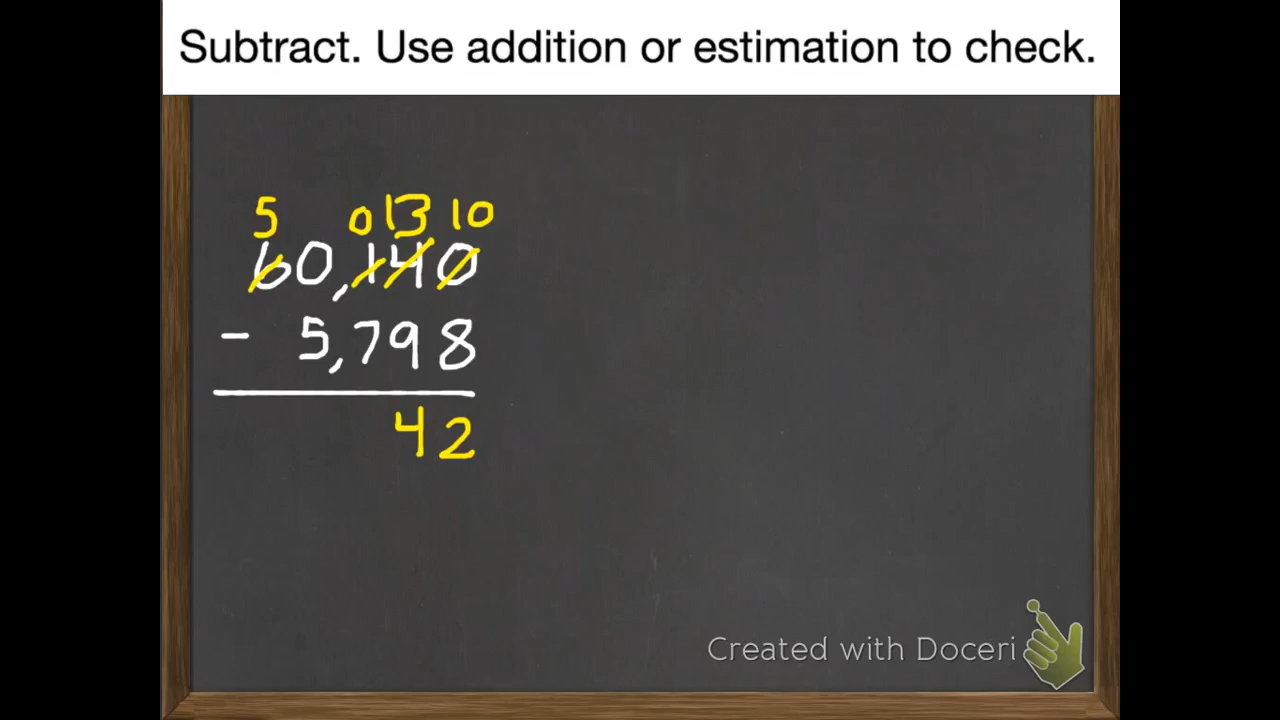 Subtract. Use addition or estimation to check.
5 0 13 10
60,140
- 5,798
42
Created with Doceri